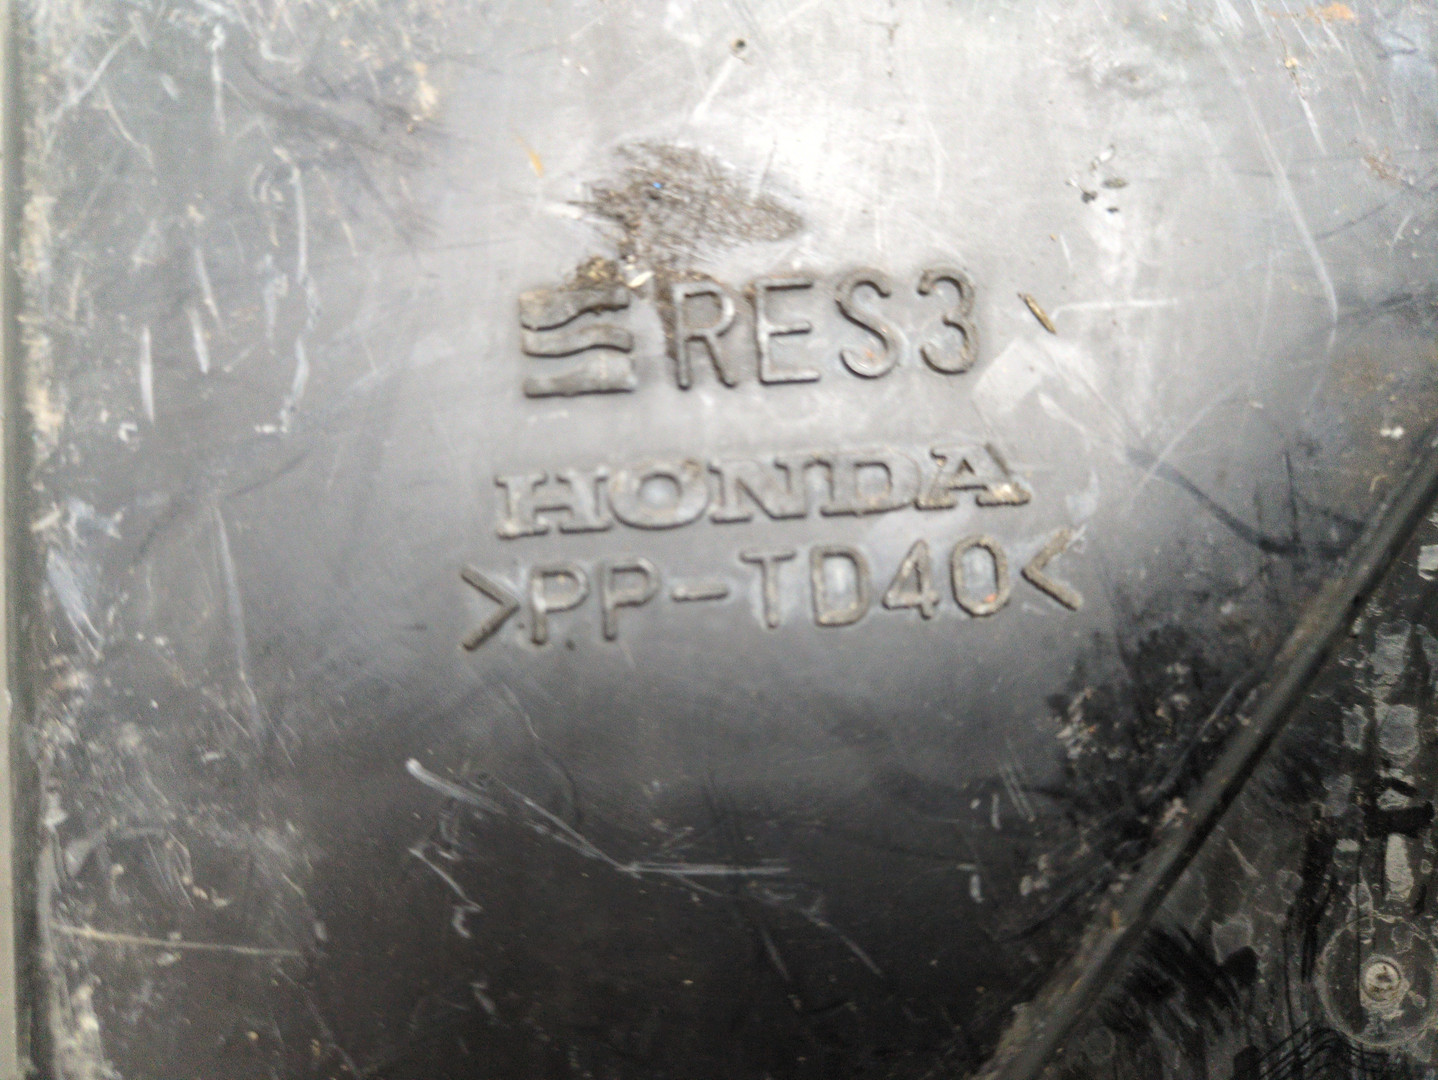 RES3
HONDA
>PP-TD40<